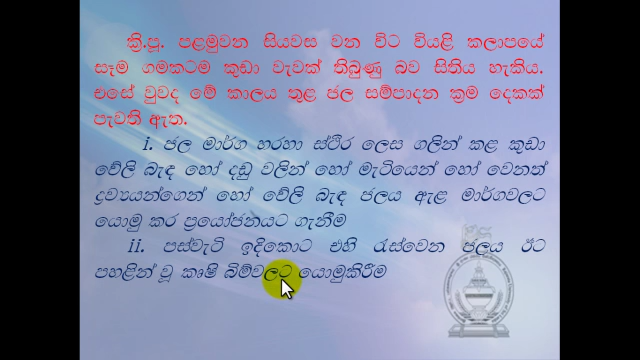 ක්‍රි.පූ. පළමුවන සියවස වන විට වියළි කලාපයේ
සෑම ගමකටම කුඩා වැවක් තිබුණු බව සිතිය හැකිය.
එසේ වුවද මේ කාලය තුළ ජල සම්පාදන ක්‍රම දෙකක්
පැවති ඇත.
i. ජල මාර්ග හරහා ස්ථිර ලෙස ගලින් කළ කුඩා
වේලි බැඳ හෝ දඬු වලින් හෝ මැටියෙන් හෝ වෙනත්
ද්‍රව්‍යයන්ගෙන් හෝ වේලි බැඳ ජලය ඇළ මාර්ගවලට
යොමු කර ප්‍රයෝජනයට ගැනීම
ii. පස්වැටි ඉදිකොට එහි රැස්වෙන ජලය ඊට
පහළින් වූ කෘෂි බිම්වලට යොමුකිරීම